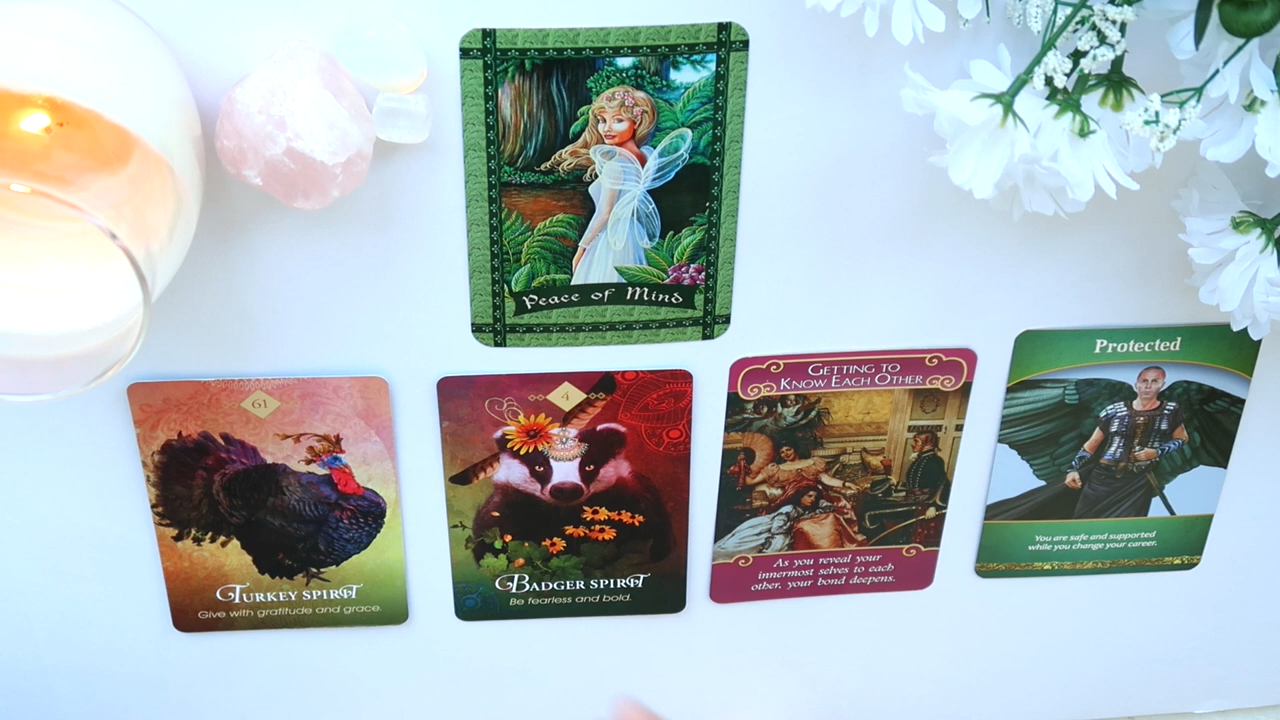 Peace of Mind
61
Turkey spirit
Give with gratitude and grace.
4
Badger spirit
Be fearless and bold.
Getting to
Know Each Other
As you reveal your
innermost selves to each
other, your bond deepens.
Protected
You are safe and supported
while you change your career.